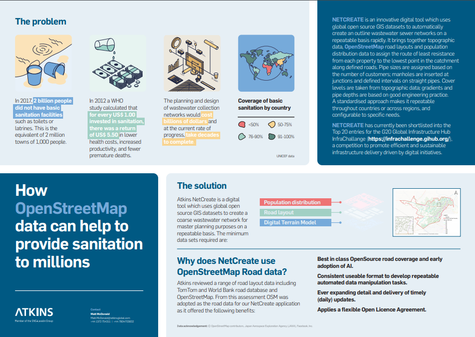 The problem
In 2017, 2 billion people
did not have basic
sanitation facilities
such as toilets or
latrines. This is the
equivalent of 2 million
towns of 1,000 people.
In 2012 a WHO
study calculated that
for every US$ 1.00
invested in sanitation,
there was a return
of US$ 5.50 in lower
health costs, increased
productivity, and fewer
premature deaths.
The planning and design
of wastewater collection
networks would
billions of dollars and
at the current rate of
progress, take decades
to complete.
Coverage of basic
sanitation by country
<50%
50-75%
75-90%
91-100%
UNICEF data
NETCREATE is an innovative digital tool which uses
global open source GIS datasets to automatically
create an outline wastewater sewer networks on a
repeatable basis rapidly. It brings together topographic
data, OpenStreetMap road layouts and population
distribution data to assign the route of least resistance
from each property to the lowest point in the catchment
along defined roads. Pipe sizes are assigned based on
the number of customers; manholes are inserted at
junctions and defined intervals on straight pipes. Cover
levels are taken from topographic data; gradients and
pipe depths are based on good engineering practice.
A standardised approach makes it repeatable
throughout countries or across regions, and
configurable to specific needs.
NETCREATE has currently been shortlisted into the
Top 20 entries for the G20 Global Infrastructure Hub
InfraChallenge (https://infrachallenge.gihub.org/),
a competition to promote efficient and sustainable
infrastructure delivery driven by digital initiatives.
How
OpenStreetMap
data can help to
provide sanitation
to millions
ATKINS
Member of the SNC-Lavalin Group
Contact:
The solution
Atkins NetCreate is a digital
tool which uses global open
source GIS datasets to create a
coarse wastewater network for
master planning purposes on a
repeatable basis. The minimum
data sets required are:
Population distribution
Road layout
Digital Terrain Model
Why does NetCreate use
OpenStreetMap Road data?
Atkins reviewed a range of road layout data including
TomTom and World Bank road database and
OpenStreetMap. From this assessment OSM was
adopted as the road data for our NetCreate application
as it offered the following benefits:
Best in class OpenSource road coverage and early
adoption of AI.
Consistent useable format to develop repeatable
automated data manipulation tasks.
Ever expanding detail and delivery of timely
(daily) updates.
Applies a flexible Open Licence Agreement.